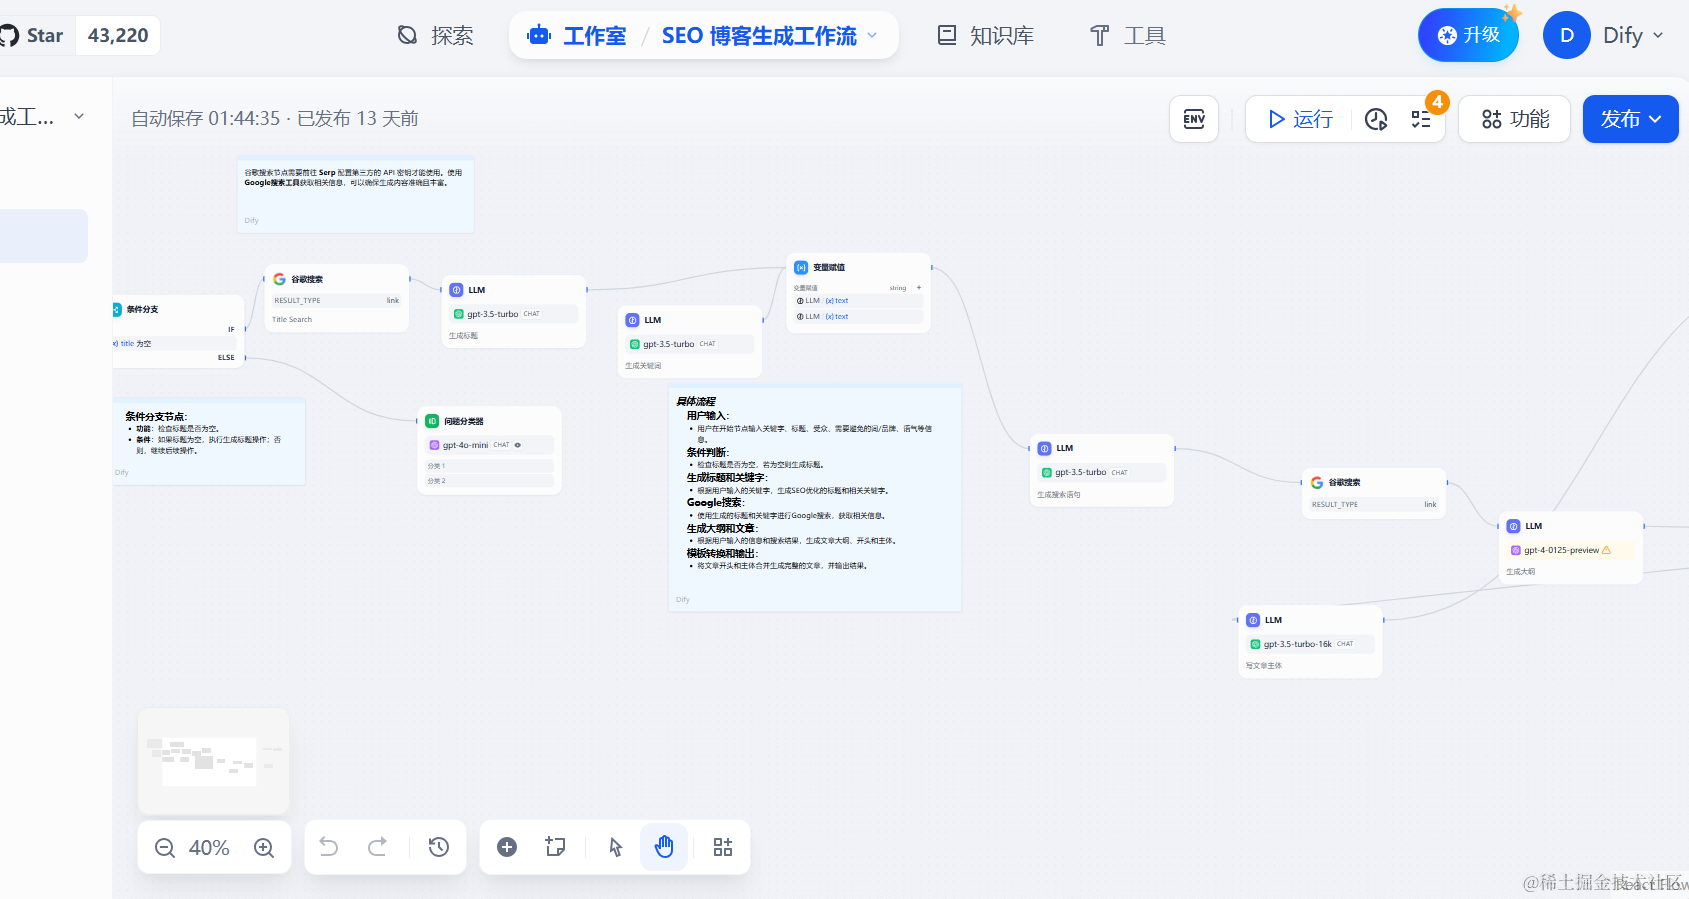 Star 43,220
探索
工作室 / SEO 博客生成工作流
知识库
工具
升级
D Dify
成工...
自动保存 01:44:35 · 已发布 13 天前
ENV
运行
4
功能
发布
谷歌搜索节点需要前往 Serp 配置第三方的 API 密钥才能使用。使用
Google搜索工具获取相关信息，可以确保生成内容准确且丰富。
Dify
条件分支
IF
title 为空
ELSE
谷歌搜索
RESULT_TYPE link
Title Search
LLM
gpt-3.5-turbo CHAT
生成标题
LLM
gpt-3.5-turbo CHAT
生成关键词
变量赋值
变量赋值 string +
LLM / {x} text
LLM / {x} text
条件分支节点：
• 功能：检查标题是否为空。
• 条件：如果标题为空，执行生成标题操作；否
则，继续后续操作。
Dify
问题分类器
gpt-4o-mini CHAT
分类 1
分类 2
具体流程
用户输入：
• 用户在开始节点输入关键字、标题、受众、需要避免的词/品牌、语气等信
息。
条件判断：
• 检查标题是否为空，若为空则生成标题。
生成标题和关键字：
• 根据用户输入的关键字，生成SEO优化的标题和相关关键字。
Google搜索：
• 使用生成的标题和关键字进行Google搜索，获取相关信息。
生成大纲和文章：
• 根据用户输入的信息和搜索结果，生成文章大纲、开头和主体。
模板转换和输出：
• 将文章开头和主体合并生成完整的文章，并输出结果。
Dify
LLM
gpt-3.5-turbo CHAT
生成搜索语句
谷歌搜索
RESULT_TYPE link
LLM
gpt-4-0125-preview
生成大纲
LLM
gpt-3.5-turbo-16k CHAT
写文章主体
40%
@稀土掘金技术社区
React Flow